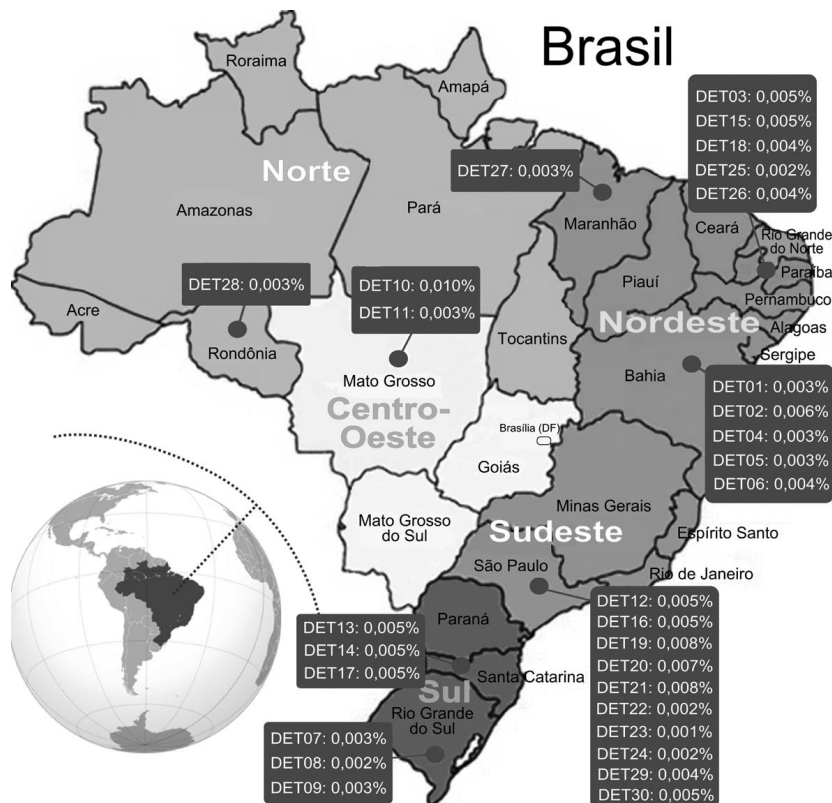 Brasil
Roraima
Amapá
DET03: 0,005%
DET15: 0,005%
DET18: 0,004%
DET25: 0,002%
DET26: 0,004%
Norte
DET27: 0,003%
Amazonas
Pará
Maranhão
Ceará
Rio Grande
do Norte
Paraíba
Piauí
Pernambuco
DET28: 0,003%
DET10: 0,010%
DET11: 0,003%
Acre
Rondônia
Tocantins
Nordeste
Alagoas
Sergipe
Mato Grosso
Bahia
DET01: 0,003%
DET02: 0,006%
DET04: 0,003%
DET05: 0,003%
DET06: 0,004%
Centro-
Oeste
Brasília (DF)
Goiás
Minas Gerais
Mato Grosso
do Sul
Sudeste
Espírito Santo
São Paulo
Rio de Janeiro
DET12: 0,005%
DET16: 0,005%
DET19: 0,008%
DET20: 0,007%
DET21: 0,008%
DET22: 0,002%
DET23: 0,001%
DET24: 0,002%
DET29: 0,004%
DET30: 0,005%
Paraná
DET13: 0,005%
DET14: 0,005%
DET17: 0,005%
Santa Catarina
Sul
Rio Grande
do Sul
DET07: 0,003%
DET08: 0,002%
DET09: 0,003%